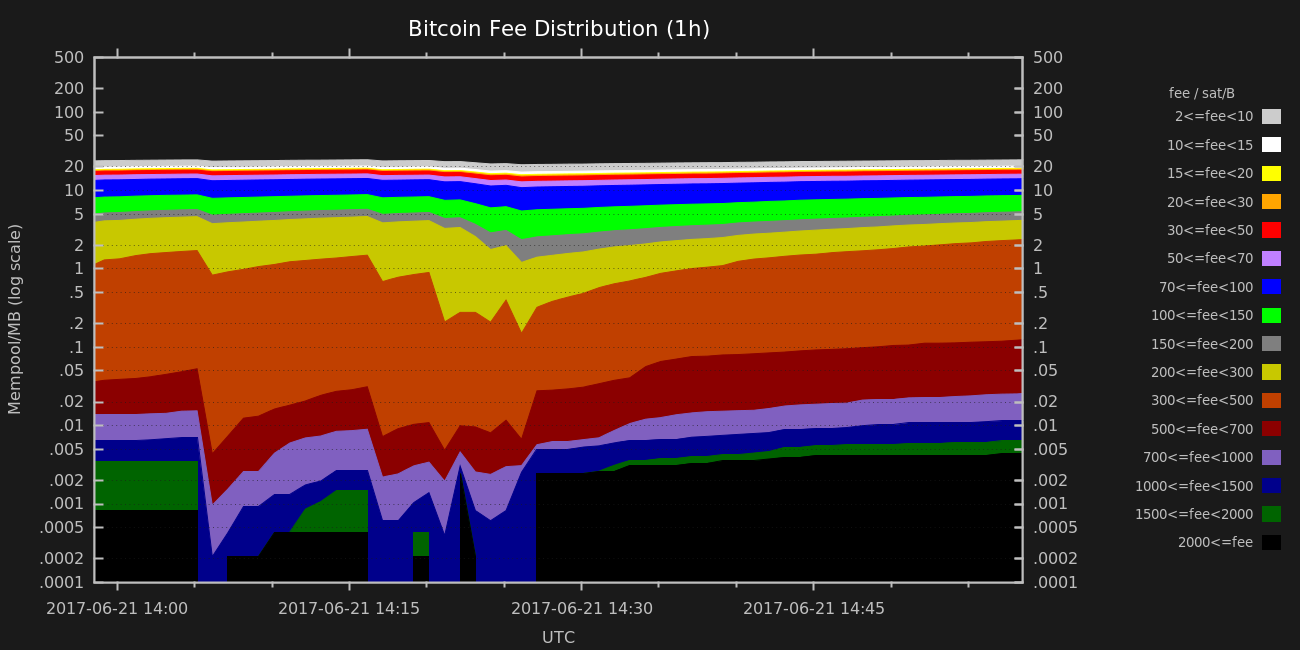 Bitcoin Fee Distribution (1h)
500
200
100
50
20
10
5
2
1
.5
.2
.1
.05
.02
.01
.005
.002
.001
.0005
.0002
.0001
Mempool/MB (log scale)
500
200
100
50
20
10
5
2
1
.5
.2
.1
.05
.02
.01
.005
.002
.001
.0005
.0002
.0001
2017-06-21 14:00
2017-06-21 14:15
2017-06-21 14:30
2017-06-21 14:45
UTC
fee / sat/B
2<=fee<10
10<=fee<15
15<=fee<20
20<=fee<30
30<=fee<50
50<=fee<70
70<=fee<100
100<=fee<150
150<=fee<200
200<=fee<300
300<=fee<500
500<=fee<700
700<=fee<1000
1000<=fee<1500
1500<=fee<2000
2000<=fee